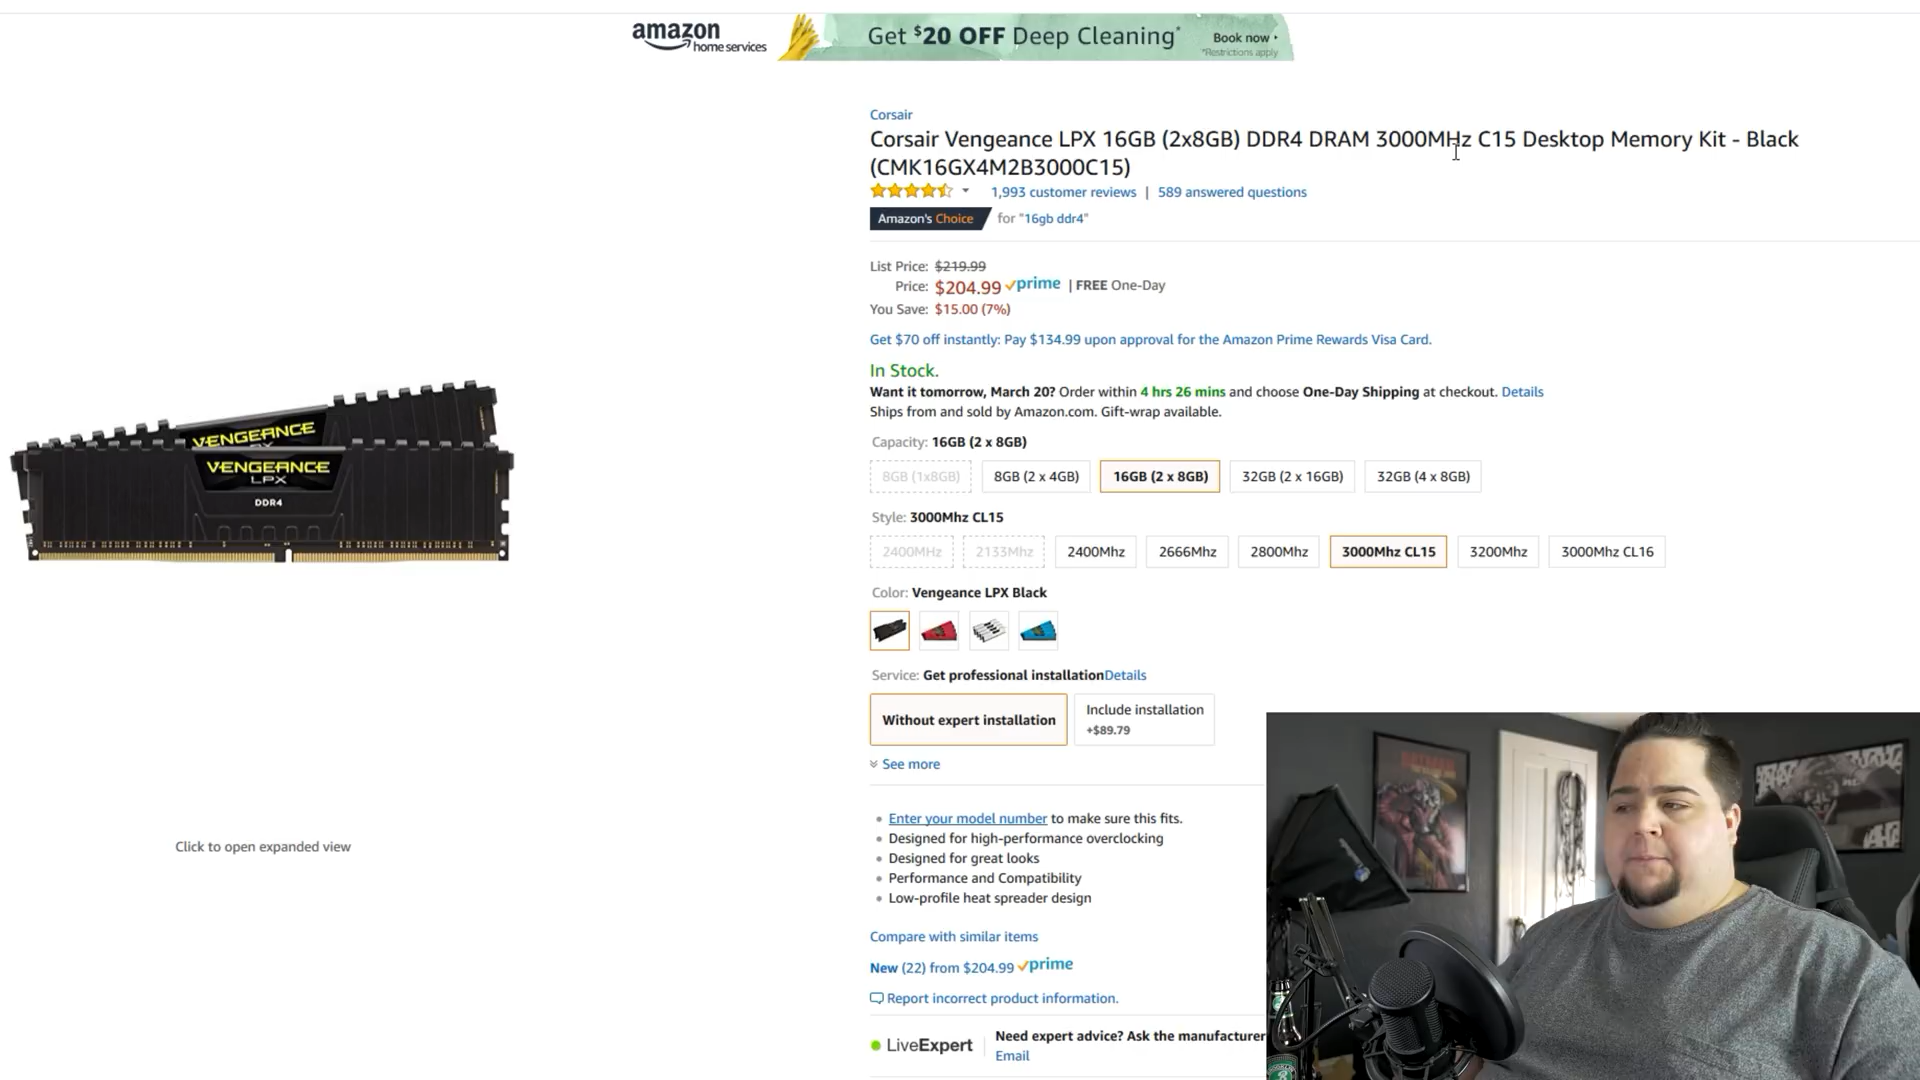 amazon
home services
Get $20 OFF Deep Cleaning*
Book now
*Restrictions apply
Corsair
Corsair Vengeance LPX 16GB (2x8GB) DDR4 DRAM 3000MHz C15 Desktop Memory Kit - Black
(CMK16GX4M2B3000C15)
1,993 customer reviews | 589 answered questions
Amazon's Choice for "16gb ddr4"
List Price: $219.99
Price: $204.99 prime | FREE One-Day
You Save: $15.00 (7%)
Get $70 off instantly: Pay $134.99 upon approval for the Amazon Prime Rewards Visa Card.
In Stock.
Want it tomorrow, March 20? Order within 4 hrs 26 mins and choose One-Day Shipping at checkout. Details
Ships from and sold by Amazon.com. Gift-wrap available.
Capacity: 16GB (2 x 8GB)
8GB (1x8GB) 8GB (2 x 4GB) 16GB (2 x 8GB) 32GB (2 x 16GB) 32GB (4 x 8GB)
Style: 3000Mhz CL15
2400MHz 2133Mhz 2400Mhz 2666Mhz 2800Mhz 3000Mhz CL15 3200Mhz 3000Mhz CL16
Color: Vengeance LPX Black
Service: Get professional installationDetails
Without expert installation
Include installation
+$89.79
See more
Enter your model number to make sure this fits.
Designed for high-performance overclocking
Designed for great looks
Performance and Compatibility
Low-profile heat spreader design
Compare with similar items
New (22) from $204.99 prime
Report incorrect product information.
LiveExpert
Need expert advice? Ask the manufacturer
Email
VENGEANCE
VENGEANCE
LPX
DDR4
Click to open expanded view